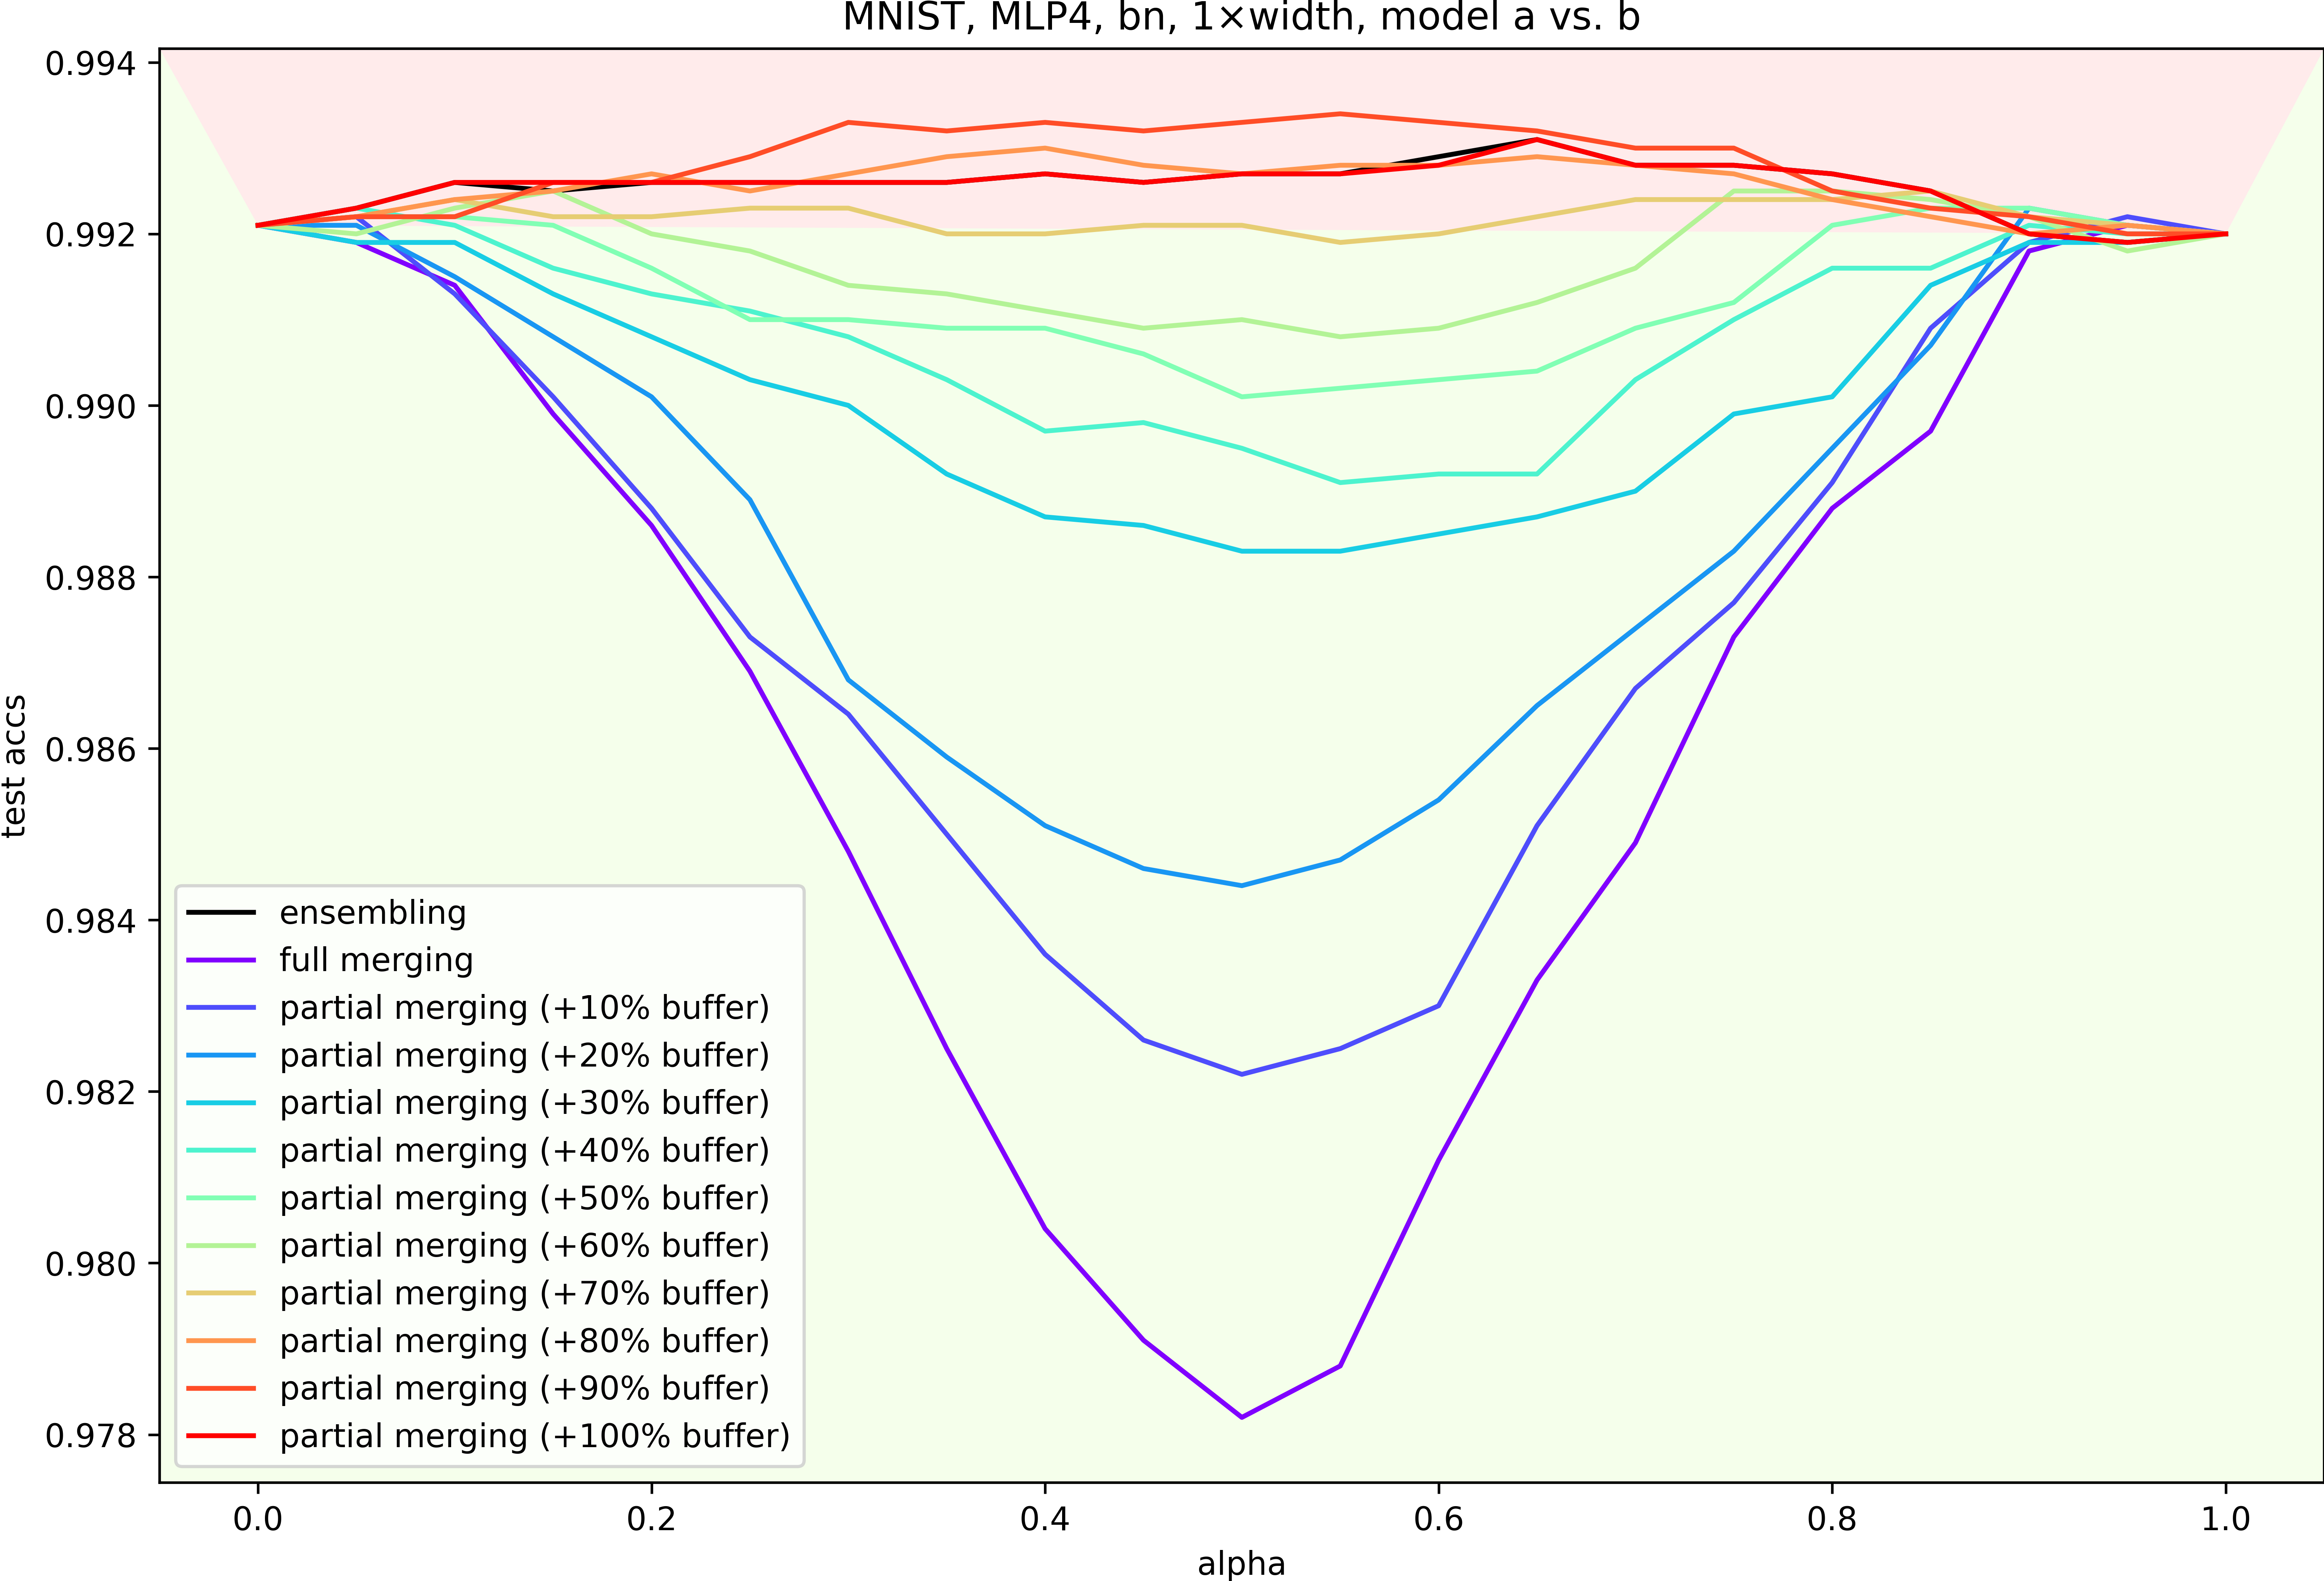 MNIST, MLP4, bn, 1×width, model a vs. b
0.994
0.992
0.990
0.988
0.986
0.984
0.982
0.980
0.978
test accs
ensembling
full merging
partial merging (+10% buffer)
partial merging (+20% buffer)
partial merging (+30% buffer)
partial merging (+40% buffer)
partial merging (+50% buffer)
partial merging (+60% buffer)
partial merging (+70% buffer)
partial merging (+80% buffer)
partial merging (+90% buffer)
partial merging (+100% buffer)
0.0 0.2 0.4 0.6 0.8 1.0
alpha